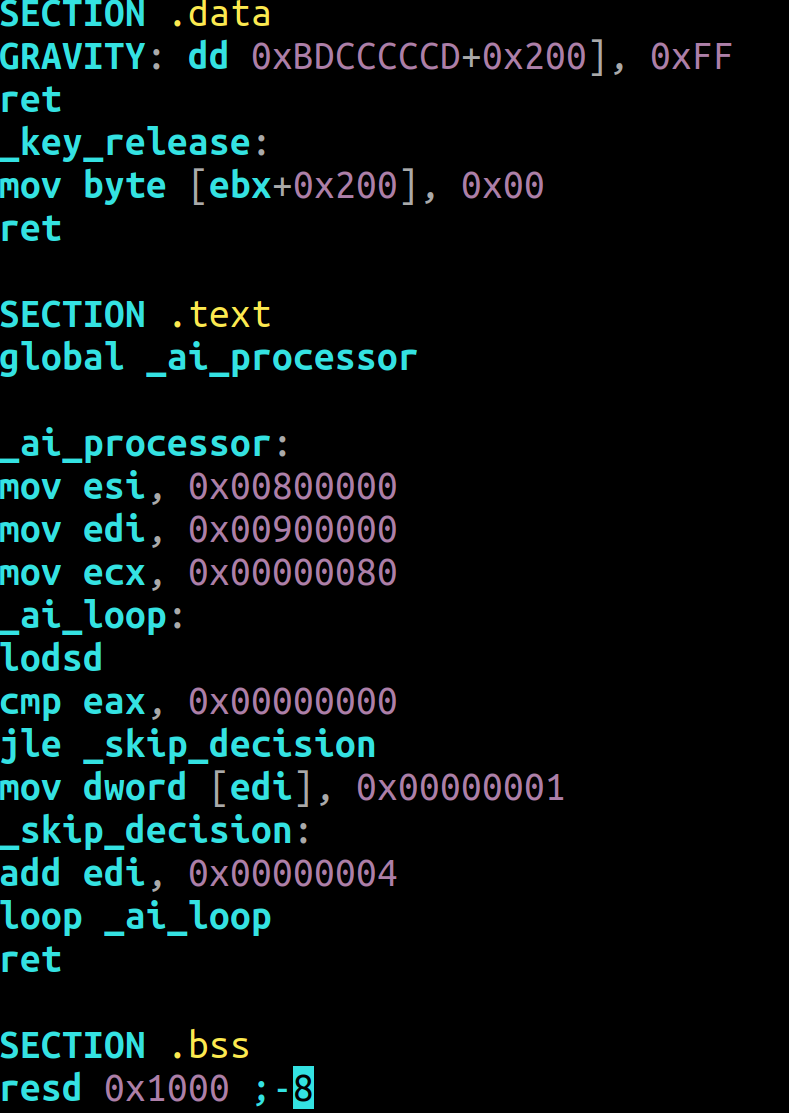 SECTION .data
GRAVITY: dd 0xBDCCCCCD+0x200], 0xFF
ret
_key_release:
mov byte [ebx+0x200], 0x00
ret
SECTION .text
global _ai_processor
_ai_processor:
mov esi, 0x00800000
mov edi, 0x00900000
mov ecx, 0x00000080
_ai_loop:
lodsd
cmp eax, 0x00000000
jle _skip_decision
mov dword [edi], 0x00000001
_skip_decision:
add edi, 0x00000004
loop _ai_loop
ret
SECTION .bss
resd 0x1000 ;-8